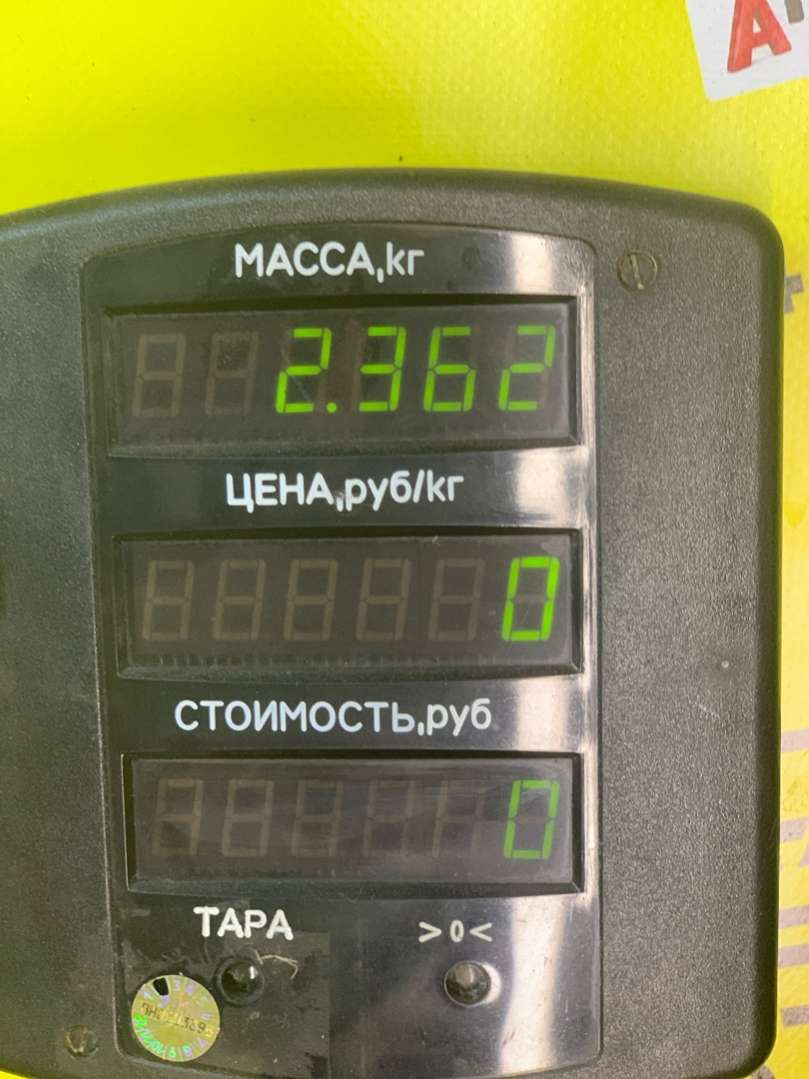 А
МАССА,кг
2.362
ЦЕНА,руб/кг
0
СТОИМОСТЬ,руб
0
ТАРА >0<